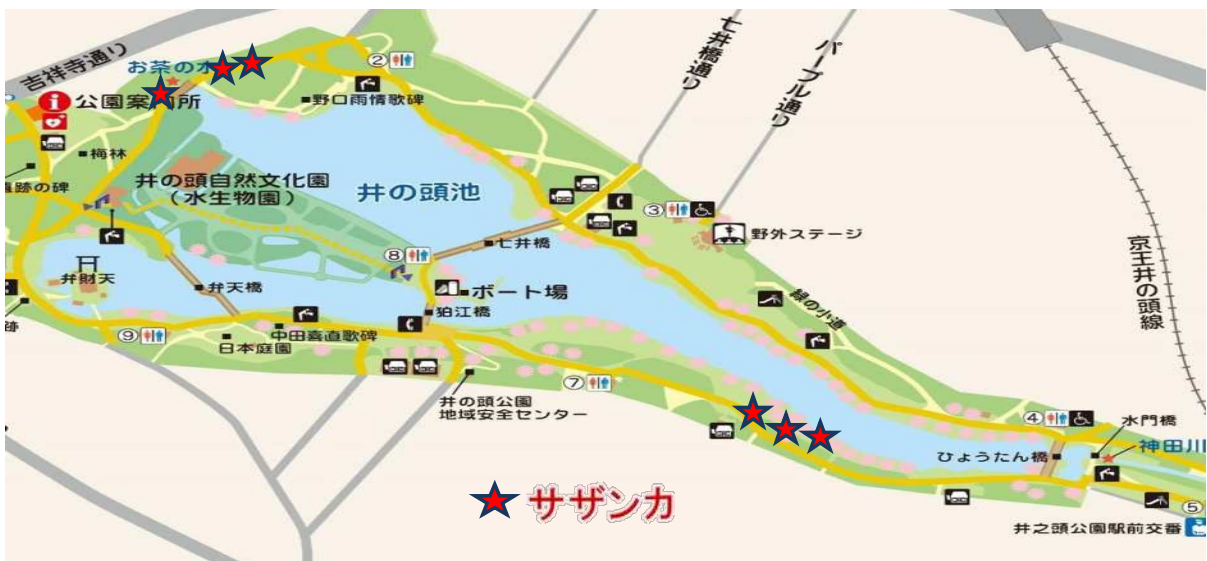 吉祥寺通り
お茶の水
公園案内所
梅林
遺跡の碑
井の頭自然文化園
(水生物園)
②
野口雨情歌碑
七井橋通り
パープル通り
井の頭池
③
野外ステージ
京王井の頭線
七井橋
⑧
弁財天
弁天橋
ボート場
狛江橋
緑の小道
跡
⑨
日本庭園
中田喜直歌碑
⑦
井の頭公園
地域安全センター
④
水門橋
ひょうたん橋
神田川
⑤
井之頭公園駅前交番
サザンカ